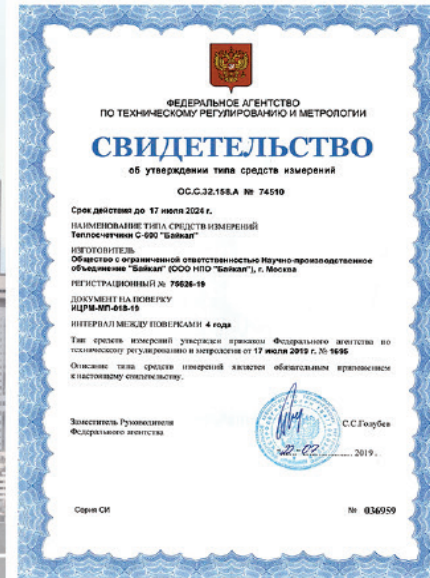 ФЕДЕРАЛЬНОЕ АГЕНТСТВО
ПО ТЕХНИЧЕСКОМУ РЕГУЛИРОВАНИЮ И МЕТРОЛОГИИ
СВИДЕТЕЛЬСТВО
об утверждении типа средств измерений
ОС.С.32.158.А № 74510
Срок действия до 17 июля 2024 г.
НАИМЕНОВАНИЕ ТИПА СРЕДСТВ ИЗМЕРЕНИЙ
Теплосчетчики С-600 "Байкал"
ИЗГОТОВИТЕЛЬ
Общество с ограниченной ответственностью Научно-производственное
объединение "Байкал" (ООО НПО "Байкал"), г. Москва
РЕГИСТРАЦИОННЫЙ № 75626-19
ДОКУМЕНТ НА ПОВЕРКУ
ИЦРМ-МП-018-19
ИНТЕРВАЛ МЕЖДУ ПОВЕРКАМИ 4 года
Тип средств измерений утвержден приказом Федерального агентства по
техническому регулированию и метрологии от 17 июля 2019 г. № 1695
Описание типа средств измерений является обязательным приложением
к настоящему свидетельству.
Заместитель Руководителя
Федерального агентства
С.С.Голубев
2019 г.
Серия СИ
№ 036959